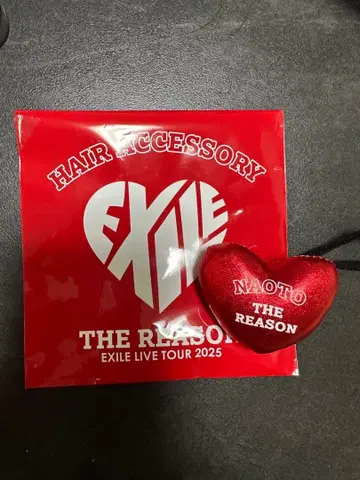 HAIR ACCESSORY
EXILE
THE REASON
EXILE LIVE TOUR 2025
NAOTO
THE
REASON